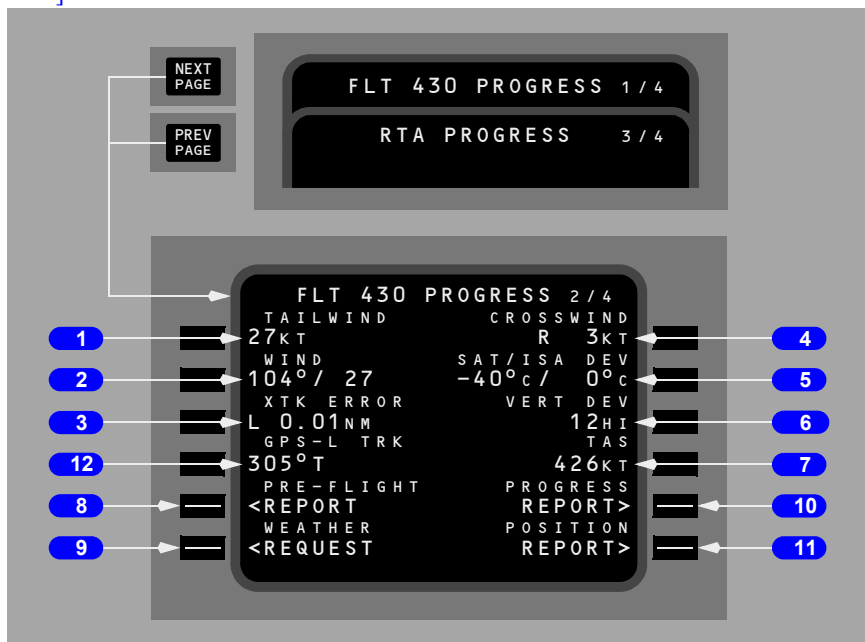 ]
NEXT
PAGE
FLT 430 PROGRESS 1/4
PREV
PAGE
RTA PROGRESS 3/4
FLT 430 PROGRESS 2/4
TAILWIND CROSSWIND
1 27KT R 3KT 4
WIND SAT/ISA DEV
2 104°/ 27 -40°C/ 0°C 5
XTK ERROR VERT DEV
3 L 0.01NM 12HI 6
GPS-L TRK TAS
12 305°T 426KT 7
PRE-FLIGHT PROGRESS
8 <REPORT REPORT> 10
WEATHER POSITION
9 <REQUEST REPORT> 11